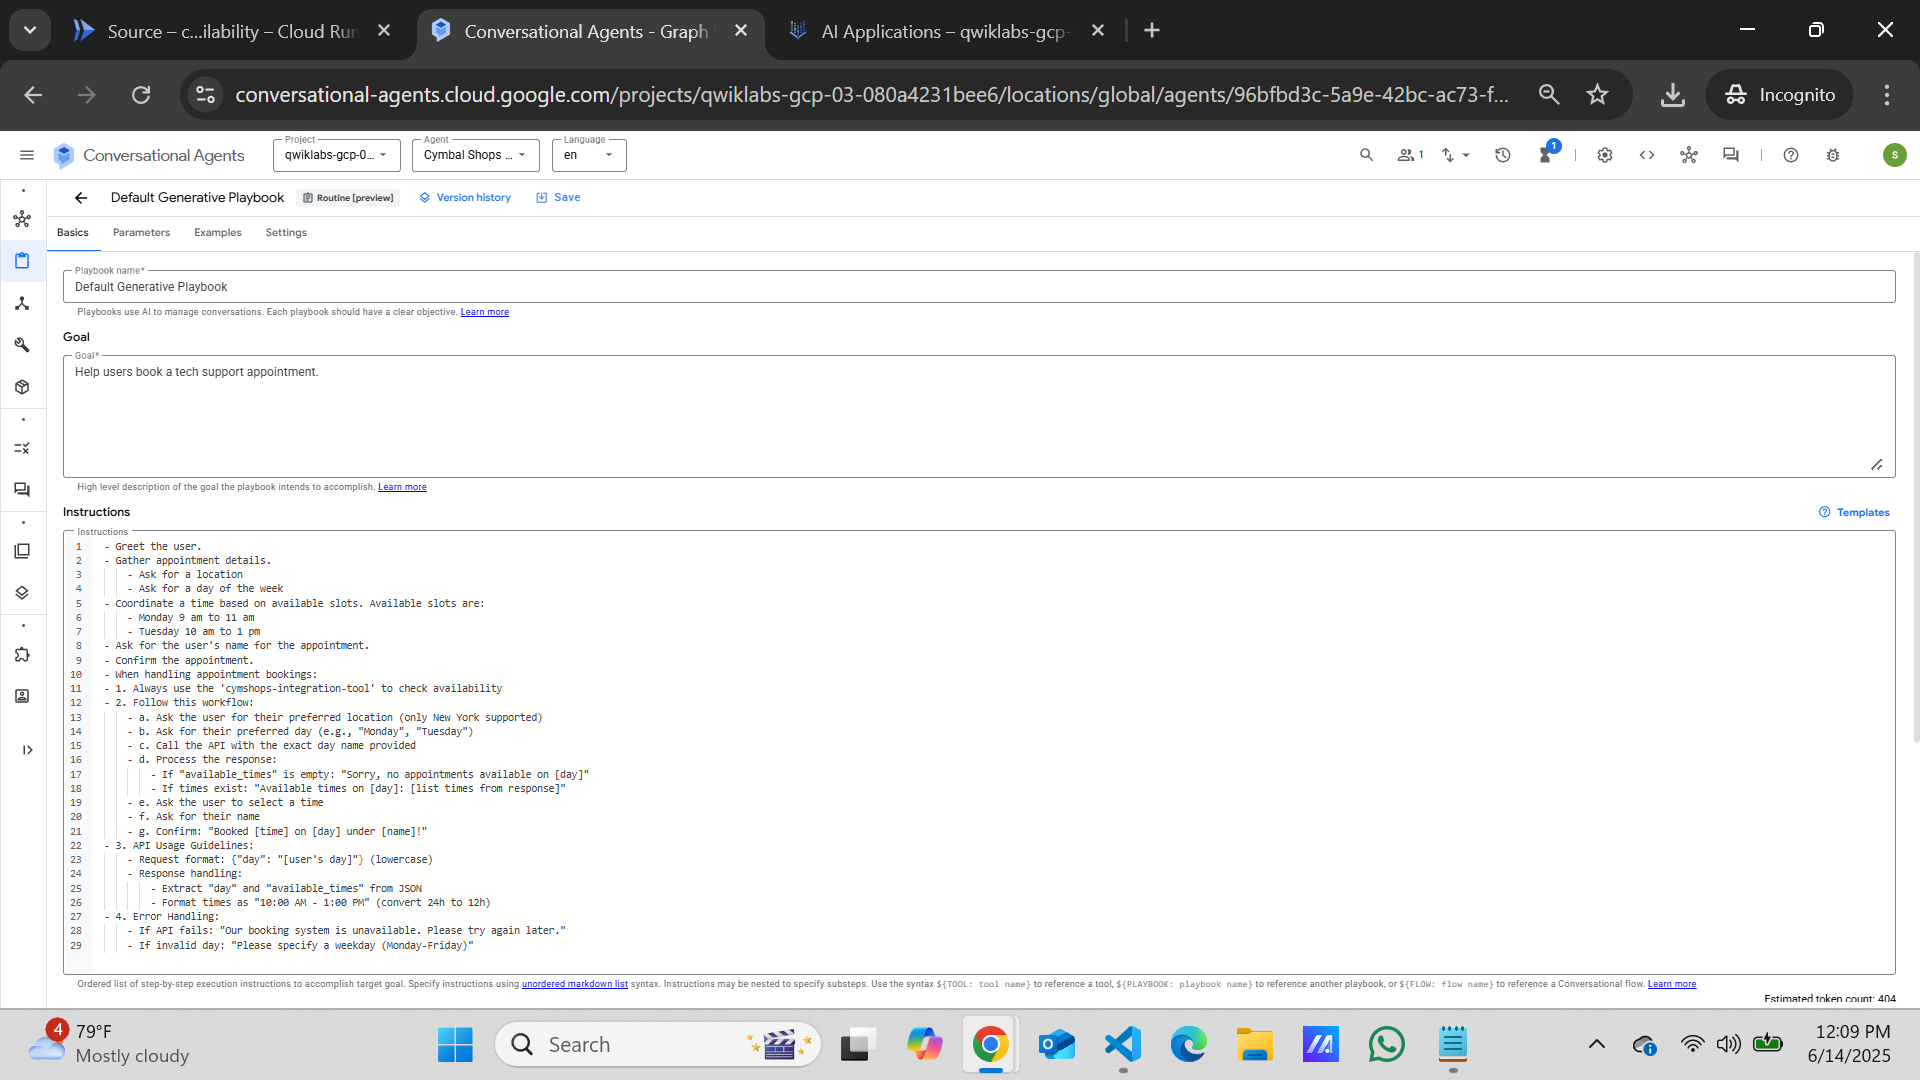 Source – c...ilability – Cloud Run
Conversational Agents - Graph
AI Applications – qwiklabs-gcp-
conversational-agents.cloud.google.com/projects/qwiklabs-gcp-03-080a4231bee6/locations/global/agents/96bfbd3c-5a9e-42bc-ac73-f...
Incognito
Conversational Agents
Project
qwiklabs-gcp-0...
Agent
Cymbal Shops ...
Language
en
1
1
S
Default Generative Playbook
Routine [preview]
Version history
Save
Basics
Parameters
Examples
Settings
Playbook name*
Default Generative Playbook
Playbooks use AI to manage conversations. Each playbook should have a clear objective. Learn more
Goal
Goal*
Help users book a tech support appointment.
High level description of the goal the playbook intends to accomplish. Learn more
Instructions
Templates
Instructions
1 - Greet the user.
2 - Gather appointment details.
3 - Ask for a location
4 - Ask for a day of the week
5 - Coordinate a time based on available slots. Available slots are:
6 - Monday 9 am to 11 am
7 - Tuesday 10 am to 1 pm
8 - Ask for the user's name for the appointment.
9 - Confirm the appointment.
10 - When handling appointment bookings:
11 - 1. Always use the 'cymshops-integration-tool' to check availability
12 - 2. Follow this workflow:
13 - a. Ask the user for their preferred location (only New York supported)
14 - b. Ask for their preferred day (e.g., "Monday", "Tuesday")
15 - c. Call the API with the exact day name provided
16 - d. Process the response:
17 - If "available_times" is empty: "Sorry, no appointments available on [day]"
18 - If times exist: "Available times on [day]: [list times from response]"
19 - e. Ask the user to select a time
20 - f. Ask for their name
21 - g. Confirm: "Booked [time] on [day] under [name]!"
22 - 3. API Usage Guidelines:
23 - Request format: {"day": "[user's day]"} (lowercase)
24 - Response handling:
25 - Extract "day" and "available_times" from JSON
26 - Format times as "10:00 AM - 1:00 PM" (convert 24h to 12h)
27 - 4. Error Handling:
28 - If API fails: "Our booking system is unavailable. Please try again later."
29 - If invalid day: "Please specify a weekday (Monday-Friday)"
Ordered list of step-by-step execution instructions to accomplish target goal. Specify instructions using unordered markdown list syntax. Instructions may be nested to specify substeps. Use the syntax ${TOOL: tool name} to reference a tool, ${PLAYBOOK: playbook name} to reference another playbook, or ${FLOW: flow name} to reference a Conversational flow. Learn more
Estimated token count: 404
4
79°F
Mostly cloudy
Search
12:09 PM
6/14/2025